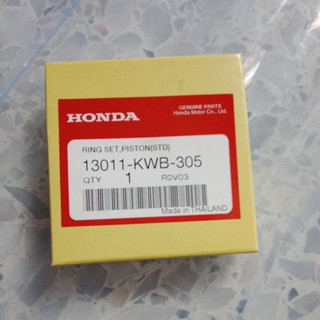 HONDA
GENUINE PARTS
Honda Motor Co., Ltd.
RING SET,PISTON(STD)
13011-KWB-305
QTY 1 R0V03
Made in THAILAND